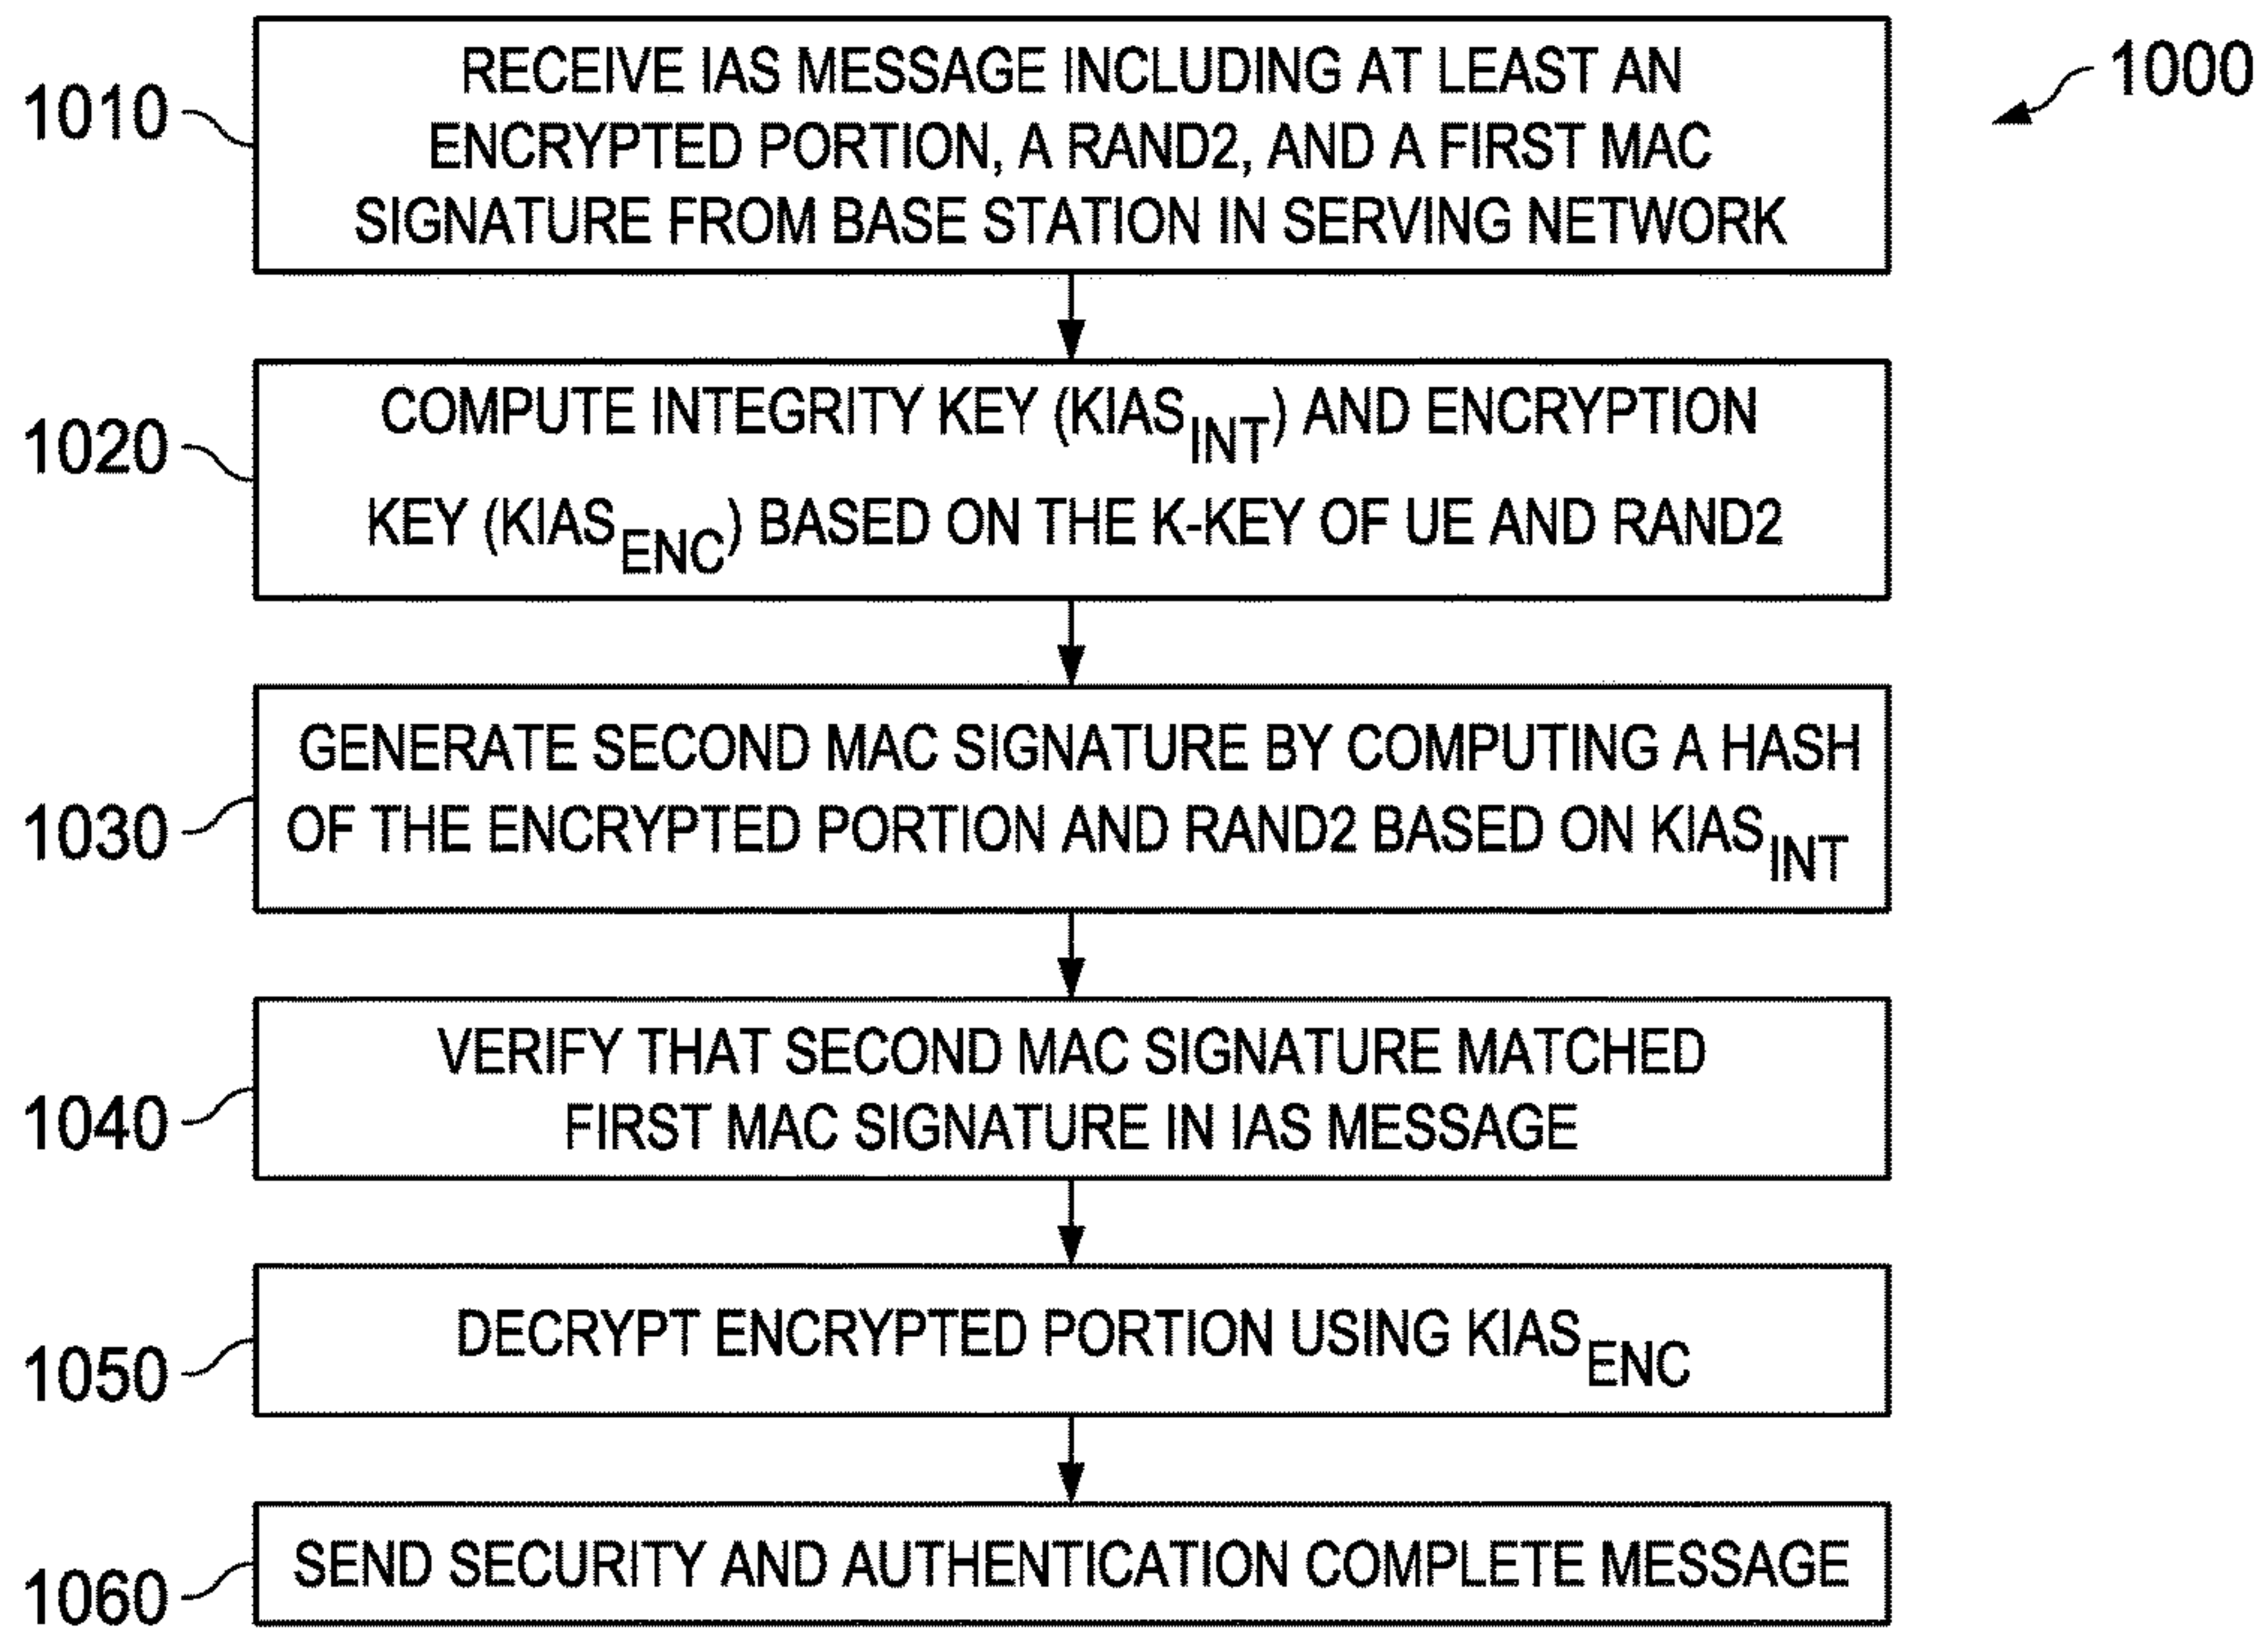 1000
1010
RECEIVE IAS MESSAGE INCLUDING AT LEAST AN
ENCRYPTED PORTION, A RAND2, AND A FIRST MAC
SIGNATURE FROM BASE STATION IN SERVING NETWORK
1020
COMPUTE INTEGRITY KEY (KIAS_INT) AND ENCRYPTION
KEY (KIAS_ENC) BASED ON THE K-KEY OF UE AND RAND2
1030
GENERATE SECOND MAC SIGNATURE BY COMPUTING A HASH
OF THE ENCRYPTED PORTION AND RAND2 BASED ON KIAS_INT
1040
VERIFY THAT SECOND MAC SIGNATURE MATCHED
FIRST MAC SIGNATURE IN IAS MESSAGE
1050
DECRYPT ENCRYPTED PORTION USING KIAS_ENC
1060
SEND SECURITY AND AUTHENTICATION COMPLETE MESSAGE